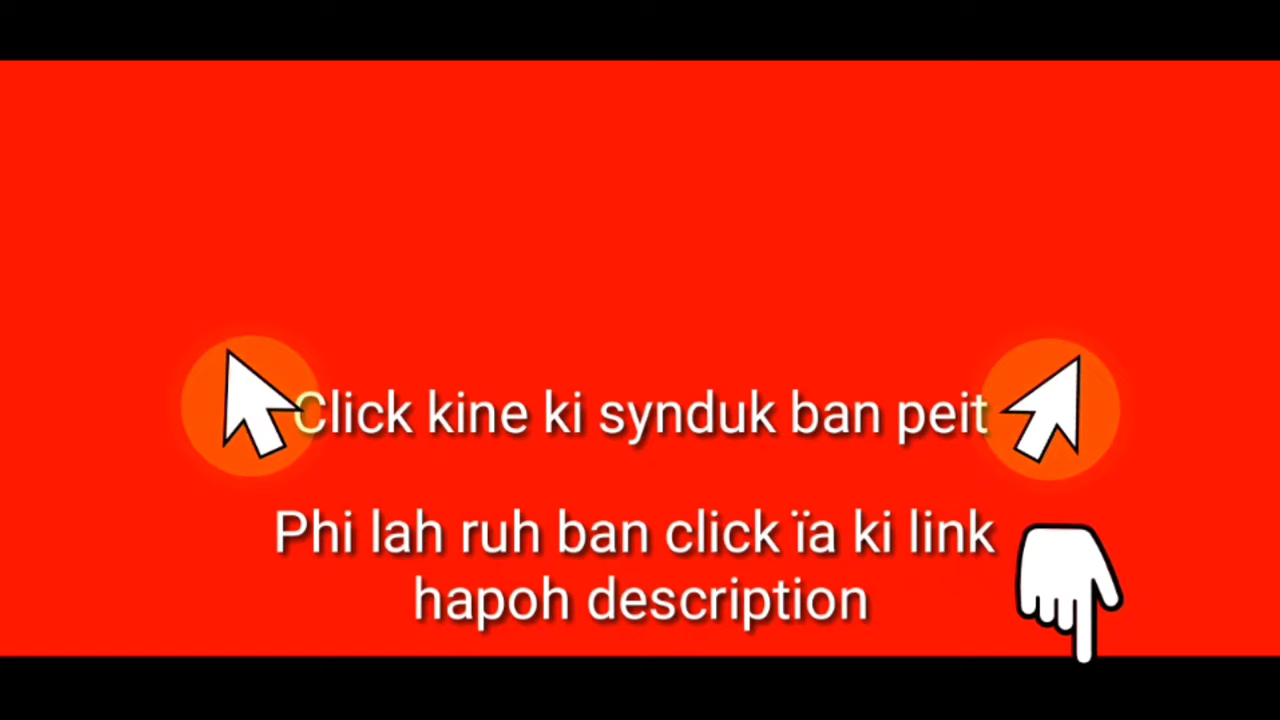 Click kine ki synduk ban peit
Phi lah ruh ban click ïa ki link
hapoh description